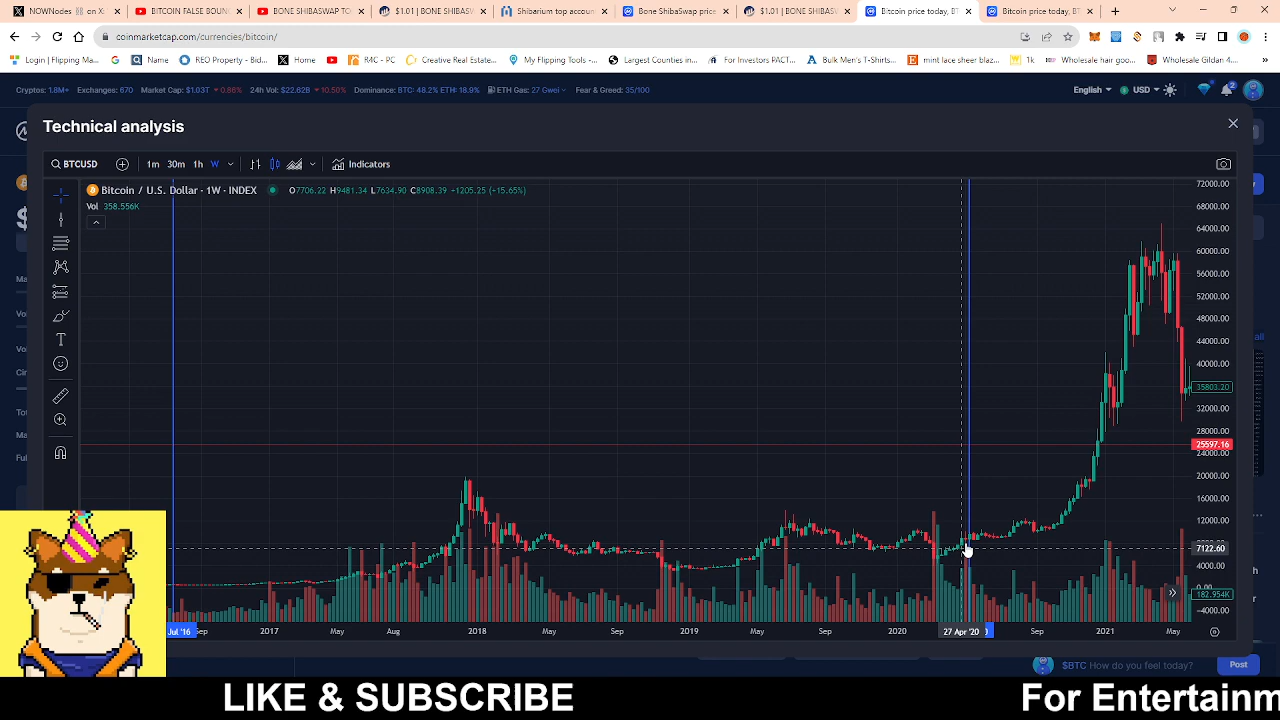 NOWNodes on X: BITCOIN FALSE BOUNC BONE SHIBASWAP TO $1.01 | BONE SHIBASW Shibarium top accoun Bone ShibaSwap price $1.01 | BONE SHIBASW Bitcoin price today, BT Bitcoin price today, BT
coinmarketcap.com/currencies/bitcoin/
Login | Flipping Ma... Name REO Property - Bid... Home R4C - PC Creative Real Estate... My Flipping Tools -... Largest Counties in... For Investors PACT... Bulk Men's T-Shirts... mint lace sheer blaz... 1k Wholesale hair goo... Wholesale Gildan 4...
Cryptos: 1.8M+ Exchanges: 670 Market Cap: $1.03T 0.88% 24h Vol: $22.62B 10.50% Dominance: BTC: 48.2% ETH: 18.9% ETH Gas: 27 Gwei Fear & Greed: 35/100 English USD 2
Technical analysis
BTCUSD 1m 30m 1h W Indicators
Bitcoin / U.S. Dollar · 1W · INDEX O7706.22 H9481.34 L7634.90 C8908.39 +1205.25 (+15.65%)
Vol 358.556K
72000.00
68000.00
64000.00
60000.00
56000.00
52000.00
48000.00
44000.00
40000.00
35803.20
32000.00
28000.00
25597.16
24000.00
20000.00
16000.00
12000.00
7122.60
4000.00
0.00
182.954K
−4000.00
Jul '16 Sep 2017 May Aug 2018 May Sep 2019 May Sep 2020 27 Apr '20 Sep 2021 May
$BTC How do you feel today? Post
LIKE & SUBSCRIBE For Entertainm